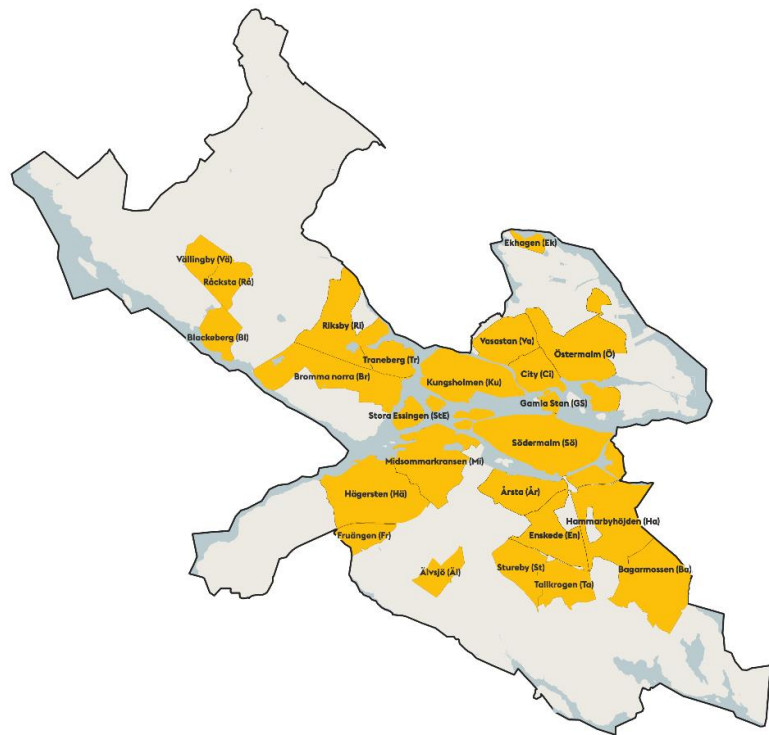 Ekhagen (Ek)
Vällingby (Vä)
Råcksta (Rå)
Blackeberg (Bl)
Riksby (Ri)
Vasastan (Va)
Östermalm (Ö)
Traneberg (Tr)
City (Ci)
Bromma norra (Br)
Kungsholmen (Ku)
Gamla Stan (GS)
Stora Essingen (StE)
Södermalm (Sö)
Midsommarkransen (Mi)
Hägersten (Hä)
Årsta (År)
Hammarbyhöjden (Ha)
Fruängen (Fr)
Enskede (En)
Stureby (St)
Bagarmossen (Ba)
Älvsjö (Äl)
Tallkrogen (Ta)